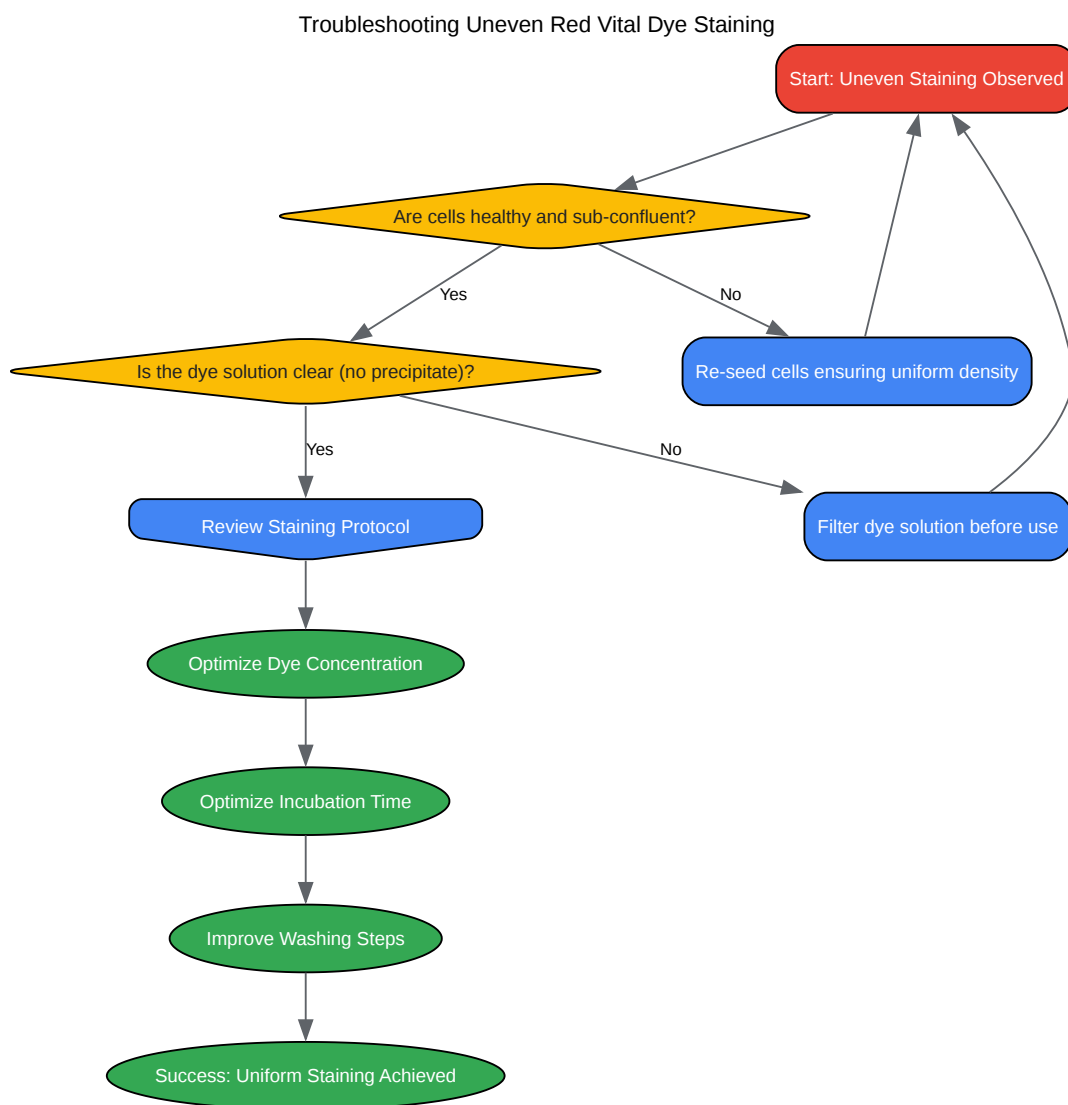 Troubleshooting Uneven Red Vital Dye Staining
Start: Uneven Staining Observed
Are cells healthy and sub-confluent?
Yes
No
Is the dye solution clear (no precipitate)?
Re-seed cells ensuring uniform density
Yes
No
Review Staining Protocol
Filter dye solution before use
Optimize Dye Concentration
Optimize Incubation Time
Improve Washing Steps
Success: Uniform Staining Achieved